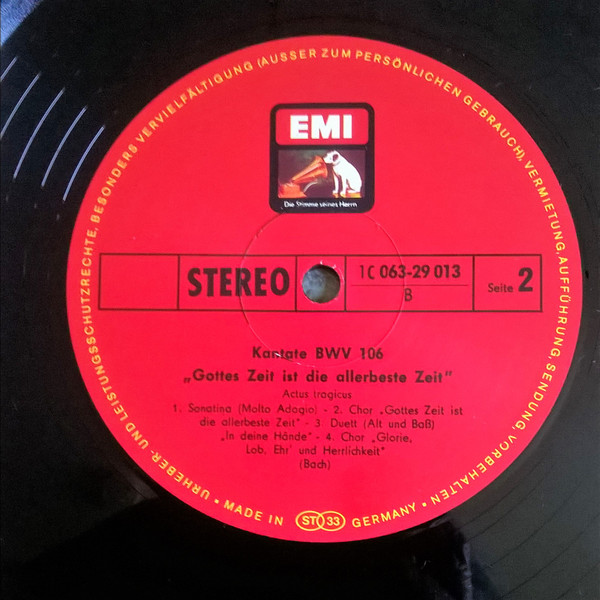 URHEBER- UND LEISTUNGSSCHUTZRECHTE, BESONDERS VERVIELFÄLTIGUNG (AUSSER ZUM PERSÖNLICHEN GEBRAUCH), VERMIETUNG, AUFFÜHRUNG, SENDUNG, VORBEHALTEN •
EMI
Die Stimme seines Herrn
STEREO
1C 063-29 013
B
Seite 2
Kantate BWV 106
„Gottes Zeit ist die allerbeste Zeit"
Actus tragicus
1. Sonatina (Molto Adagio) - 2. Chor „Gottes Zeit ist
die allerbeste Zeit" - 3 Duett (Alt und Baß)
„In deine Hände" - 4. Chor „Glorie,
Lob, Ehr' und Herrlichkeit"
(Bach)
• MADE IN ST 33 GERMANY •